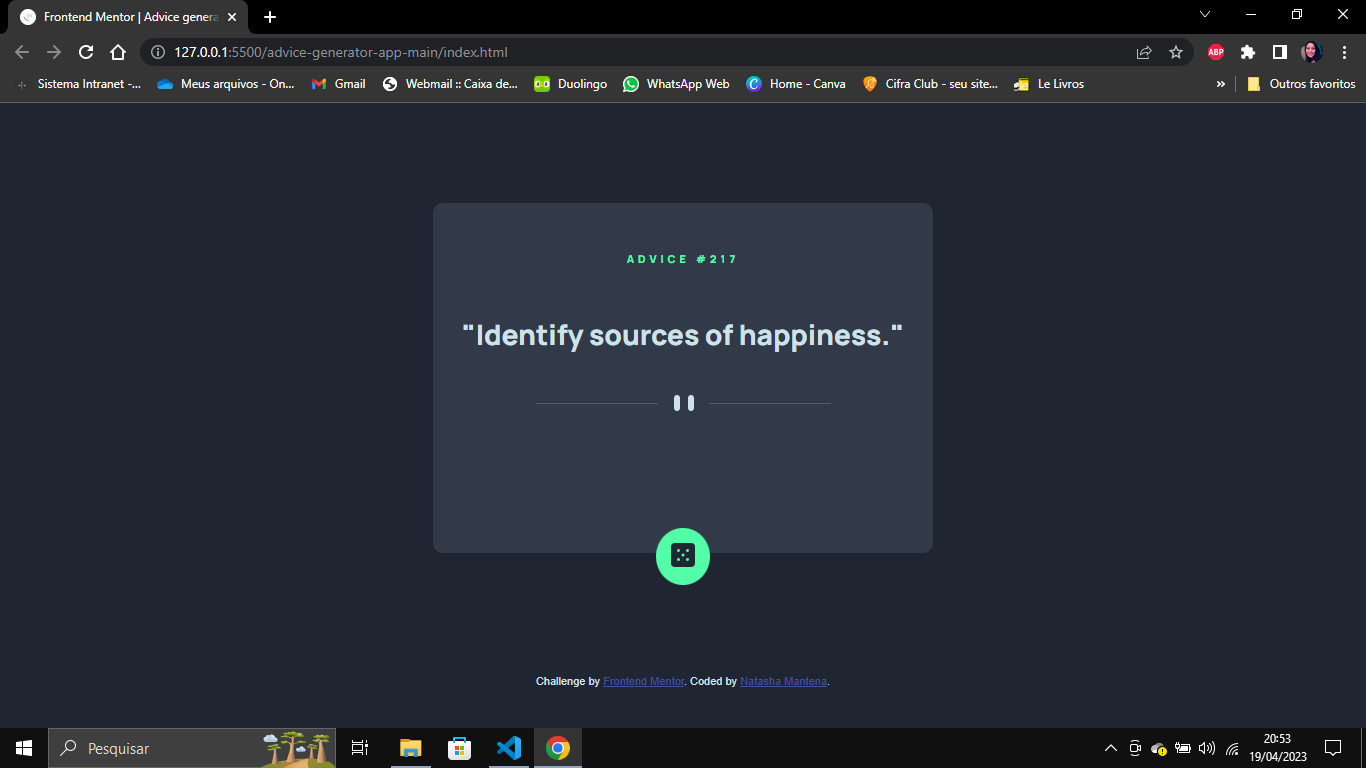 Frontend Mentor | Advice genera
127.0.0.1:5500/advice-generator-app-main/index.html
ABP
Sistema Intranet -... Meus arquivos - On... Gmail Webmail :: Caixa de... Duolingo WhatsApp Web Home - Canva Cifra Club - seu site... Le Livros » Outros favoritos
ADVICE #217
"Identify sources of happiness."
Challenge by Frontend Mentor. Coded by Natasha Mantena.
Pesquisar
20:53
19/04/2023